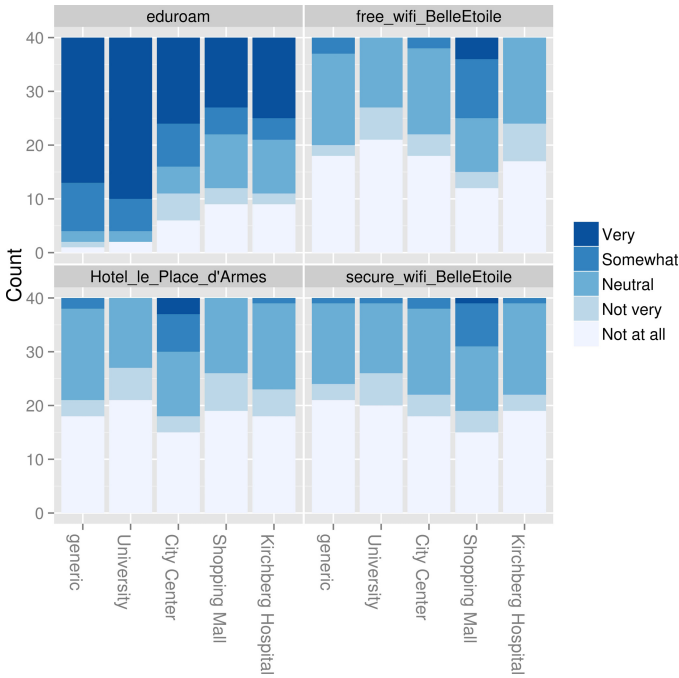 eduroam
free_wifi_BelleEtoile
40
30
20
10
0
Hotel_le_Place_d'Armes
secure_wifi_BelleEtoile
40
30
20
10
0
Count
generic
University
City Center
Shopping Mall
Kirchberg Hospital
generic
University
City Center
Shopping Mall
Kirchberg Hospital
Very
Somewhat
Neutral
Not very
Not at all